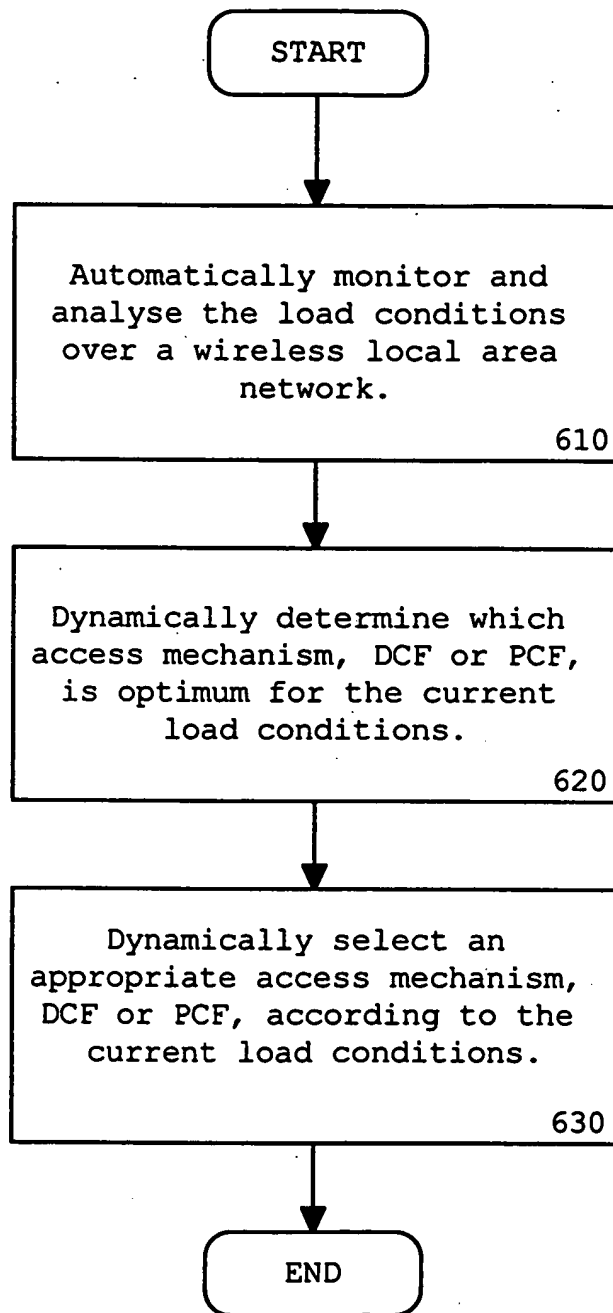 START
Automatically monitor and
analyse the load conditions
over a wireless local area
network.
610
Dynamically determine which
access mechanism, DCF or PCF,
is optimum for the current
load conditions.
620
Dynamically select an
appropriate access mechanism,
DCF or PCF, according to the
current load conditions.
630
END